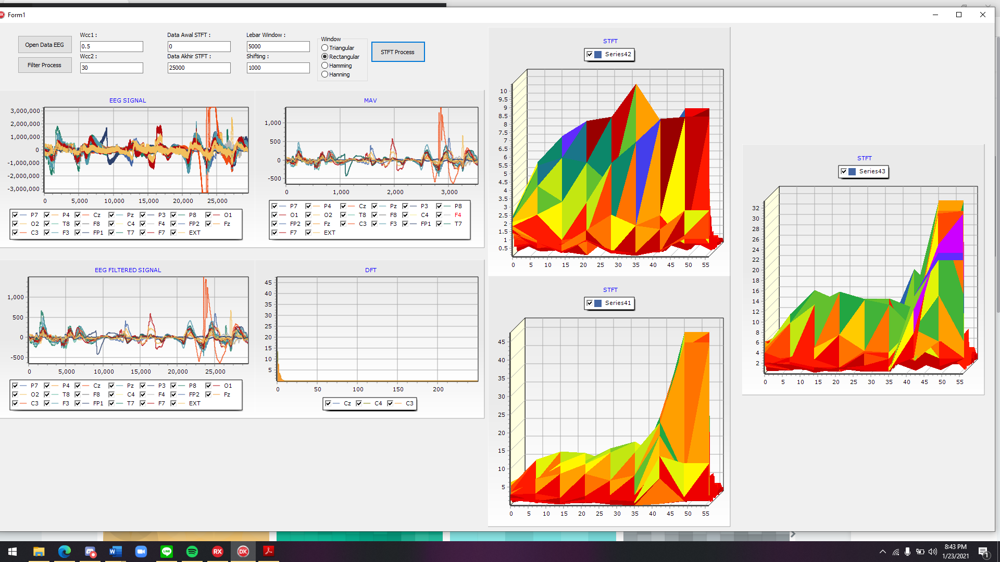 Form1
Open Data EEG
Filter Process
Wcc1 :
0.5
Wcc2 :
30
Data Awal STFT :
0
Data Akhir STFT :
25000
Lebar Window :
5000
Shifting :
1000
Window
Triangular
Rectangular
Hamming
Hanning
STFT Process
EEG SIGNAL
3,000,000
2,000,000
1,000,000
0
-1,000,000
-2,000,000
-3,000,000
0 5,000 10,000 15,000 20,000 25,000
P7 P4 Cz Pz P3 P8 O1
O2 T8 F8 C4 F4 FP2 Fz
C3 F3 FP1 T7 F7 EXT
MAV
1,000
500
0
-500
0 1,000 2,000 3,000
P7 P4 Cz Pz P3 P8
O1 O2 T8 F8 C4 F4
FP2 Fz C3 F3 FP1 T7
F7 EXT
EEG FILTERED SIGNAL
1,000
500
0
-500
0 5,000 10,000 15,000 20,000 25,000
P7 P4 Cz Pz P3 P8 O1
O2 T8 F8 C4 F4 FP2 Fz
C3 F3 FP1 T7 F7 EXT
DFT
45
40
35
30
25
20
15
10
5
0 50 100 150 200
Cz C4 C3
STFT
Series42
10
9.5
9
8.5
8
7.5
7
6.5
6
5.5
5
4.5
4
3.5
3
2.5
2
1.5
1
0.5
0 5 10 15 20 25 30 35 40 45 50 55
STFT
Series41
45
40
35
30
25
20
15
10
5
0 5 10 15 20 25 30 35 40 45 50 55
STFT
Series43
32
30
28
26
24
22
20
18
16
14
12
10
8
6
4
2
0 5 10 15 20 25 30 35 40 45 50 55
W
LINE
RX
DX
8:43 PM
1/23/2021
1